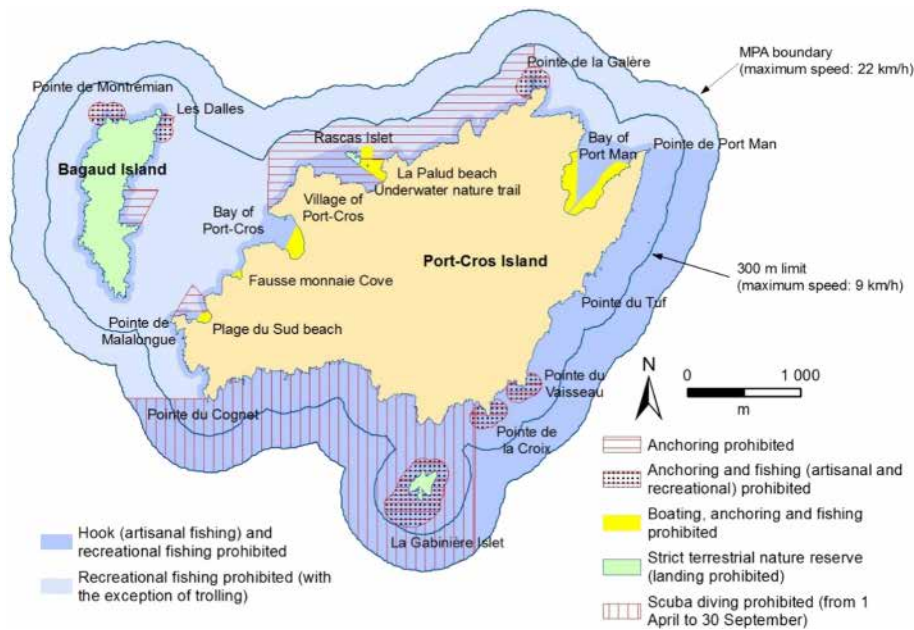 Pointe de la Galère
MPA boundary
(maximum speed: 22 km/h)
Pointe de Montrémian
Les Dalles
Rascas Islet
Bay of
Port Man
Pointe de Port Man
Bagaud Island
La Palud beach
Underwater nature trail
Village of
Port-Cros
Bay of
Port-Cros
Port-Cros Island
300 m limit
(maximum speed: 9 km/h)
Fausse monnaie Cove
Pointe du Tuf
Pointe de
Malalongue
Plage du Sud beach
N
0
1 000
m
Pointe du
Vaisseau
Pointe du Cognet
Pointe de
la Croix
La Gabinière Islet
Anchoring prohibited
Anchoring and fishing (artisanal and
recreational) prohibited
Boating, anchoring and fishing
prohibited
Strict terrestrial nature reserve
(landing prohibited)
Scuba diving prohibited (from 1
April to 30 September)
Hook (artisanal fishing) and
recreational fishing prohibited
Recreational fishing prohibited (with
the exception of trolling)